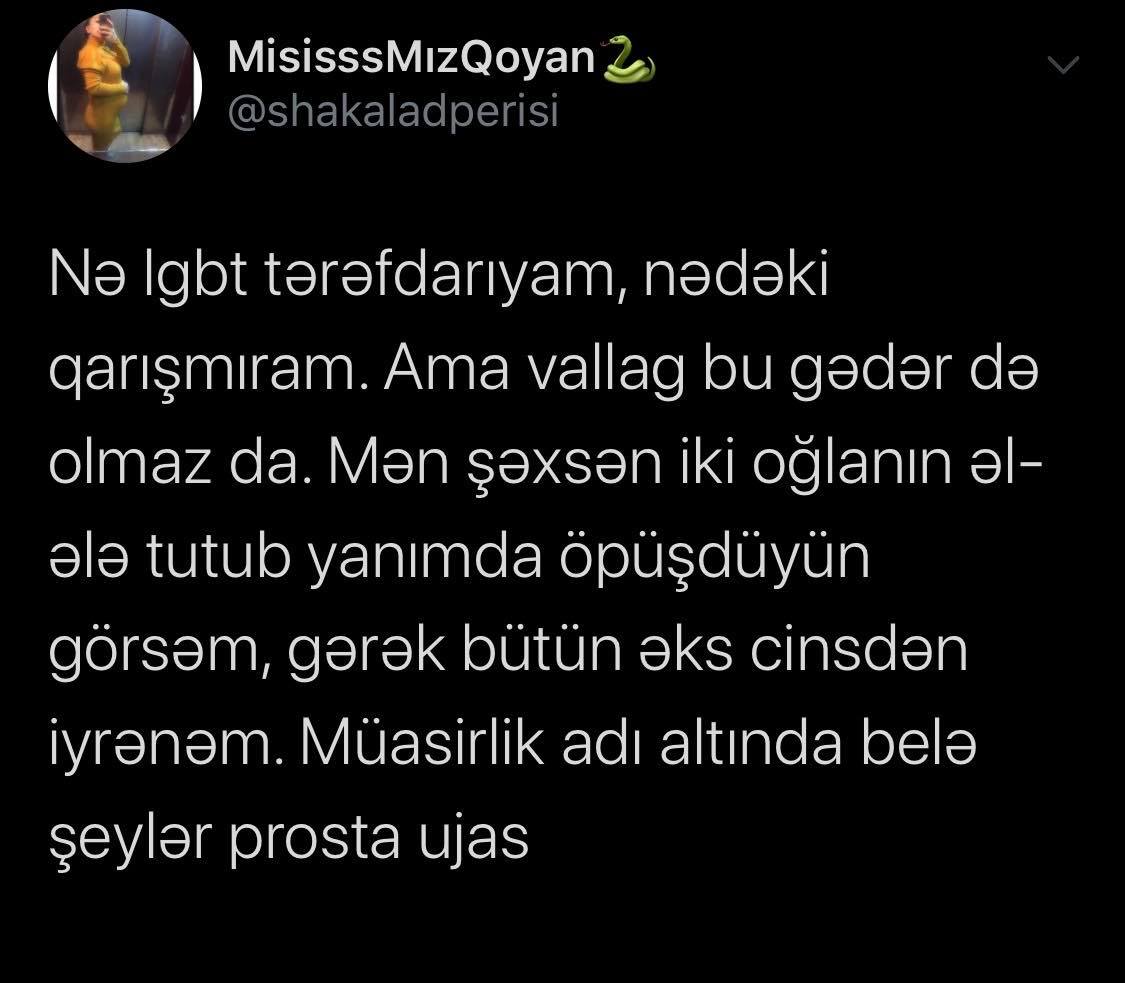 MisisssMızQoyan🐍
@shakaladperisi
Nə lgbt tərəfdarıyam, nədəki
qarışmıram. Ama vallag bu gədər də
olmaz da. Mən şəxsən iki oğlanın əl-
ələ tutub yanımda öpüşdüyün
görsəm, gərək bütün əks cinsdən
iyrənəm. Müasirlik adı altında belə
şeylər prosta ujas